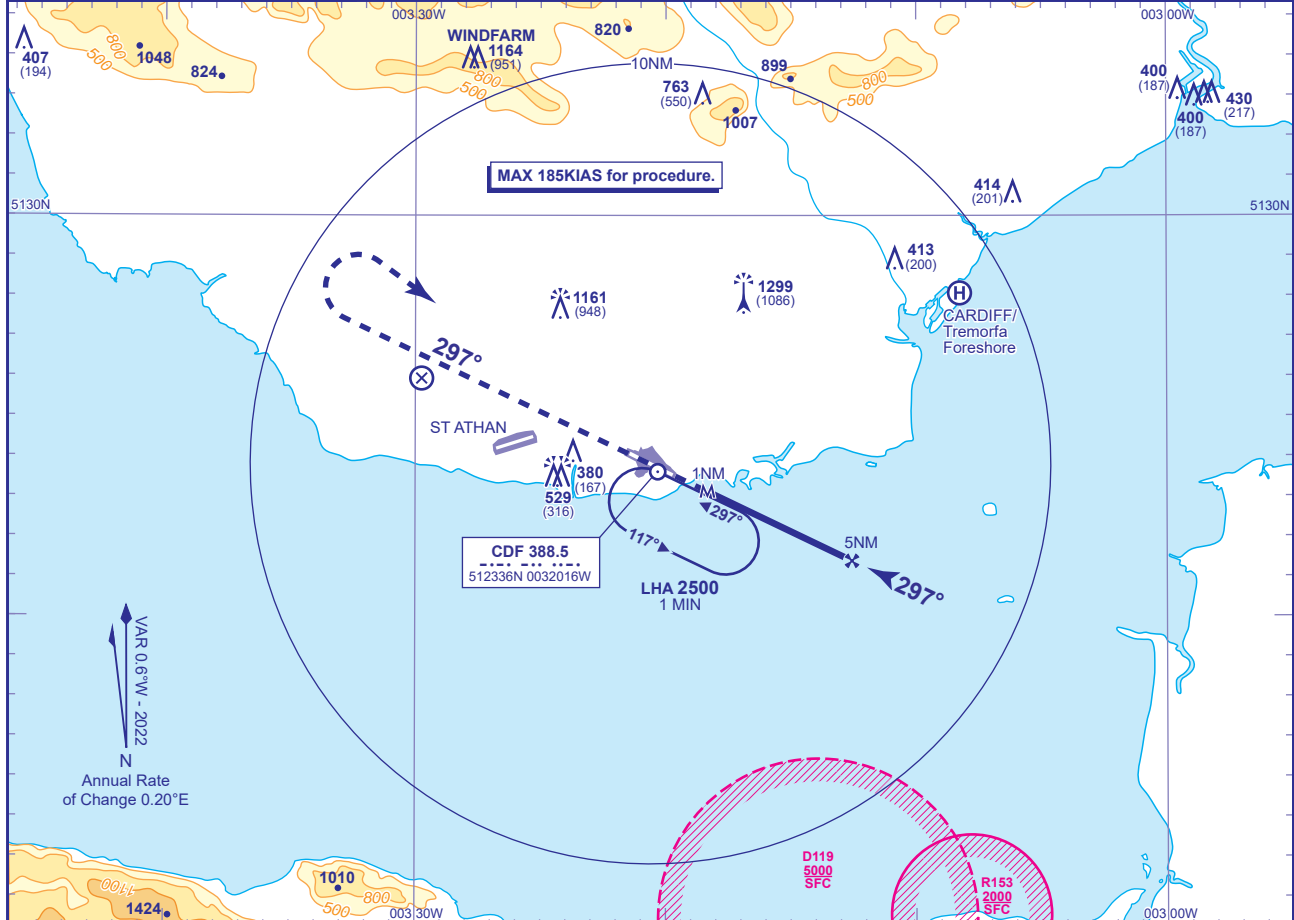 003 30W
003 00W
407
(194)
800
500
1048
824
WINDFARM
1164
(951)
800
500
820
10NM
763
(550)
1007
899
800
500
400
(187)
400
(187)
430
(217)
MAX 185KIAS for procedure.
414
(201)
5130N
5130N
413
(200)
1161
(948)
1299
(1086)
H
CARDIFF/
Tremorfa
Foreshore
297°
ST ATHAN
380
(167)
529
(316)
1NM
M
297°
117°
5NM
297°
CDF 388.5
512336N 0032016W
LHA 2500
1 MIN
VAR 0.6°W - 2022
N
Annual Rate
of Change 0.20°E
D119
5000
SFC
R153
2000
SFC
1100
1424
1010
800
500
003 30W
003 00W